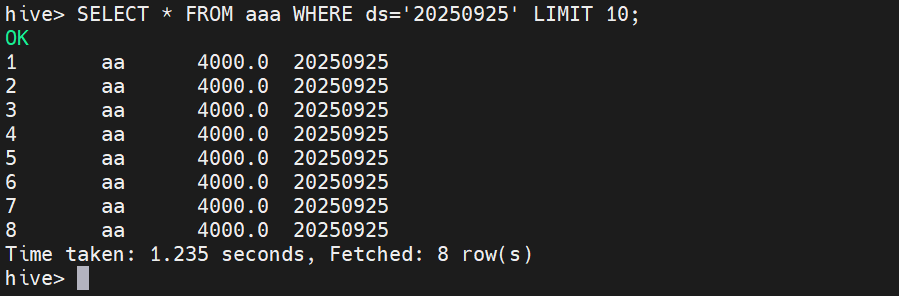 hive> SELECT * FROM aaa WHERE ds='20250925' LIMIT 10;
OK
1 aa 4000.0 20250925
2 aa 4000.0 20250925
3 aa 4000.0 20250925
4 aa 4000.0 20250925
5 aa 4000.0 20250925
6 aa 4000.0 20250925
7 aa 4000.0 20250925
8 aa 4000.0 20250925
Time taken: 1.235 seconds, Fetched: 8 row(s)
hive>